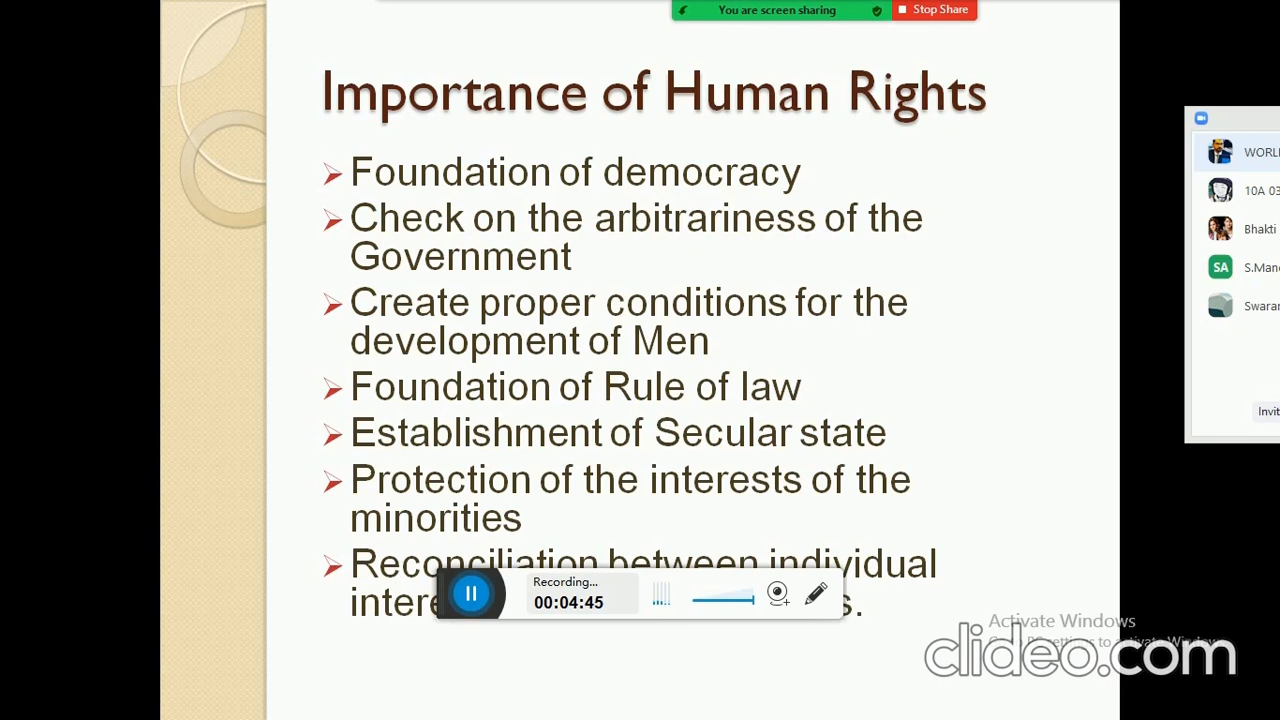 You are screen sharing
Stop Share
Importance of Human Rights
Foundation of democracy
Check on the arbitrariness of the
Government
Create proper conditions for the
development of Men
Foundation of Rule of law
Establishment of Secular state
Protection of the interests of the
minorities
Reconciliation between individual
Recording...
00:04:45
WORL
10A 03
Bhakti
SA
S.Man
Swaran
Invit
Activate Windows
clideo.com